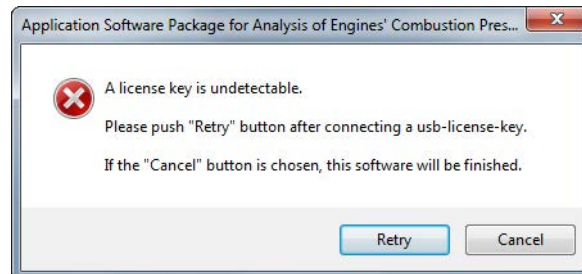 Application Software Package for Analysis of Engines' Combustion Pres...
A license key is undetectable.
Please push "Retry" button after connecting a usb-license-key.
If the "Cancel" button is chosen, this software will be finished.
Retry
Cancel